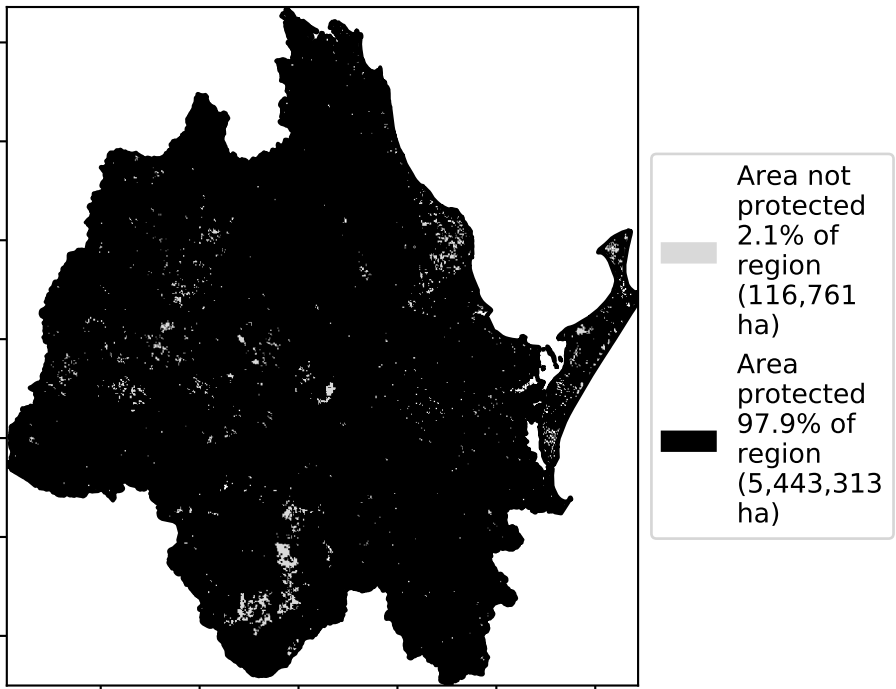 Area not
protected
2.1% of
region
(116,761
ha)
Area
protected
97.9% of
region
(5,443,313
ha)